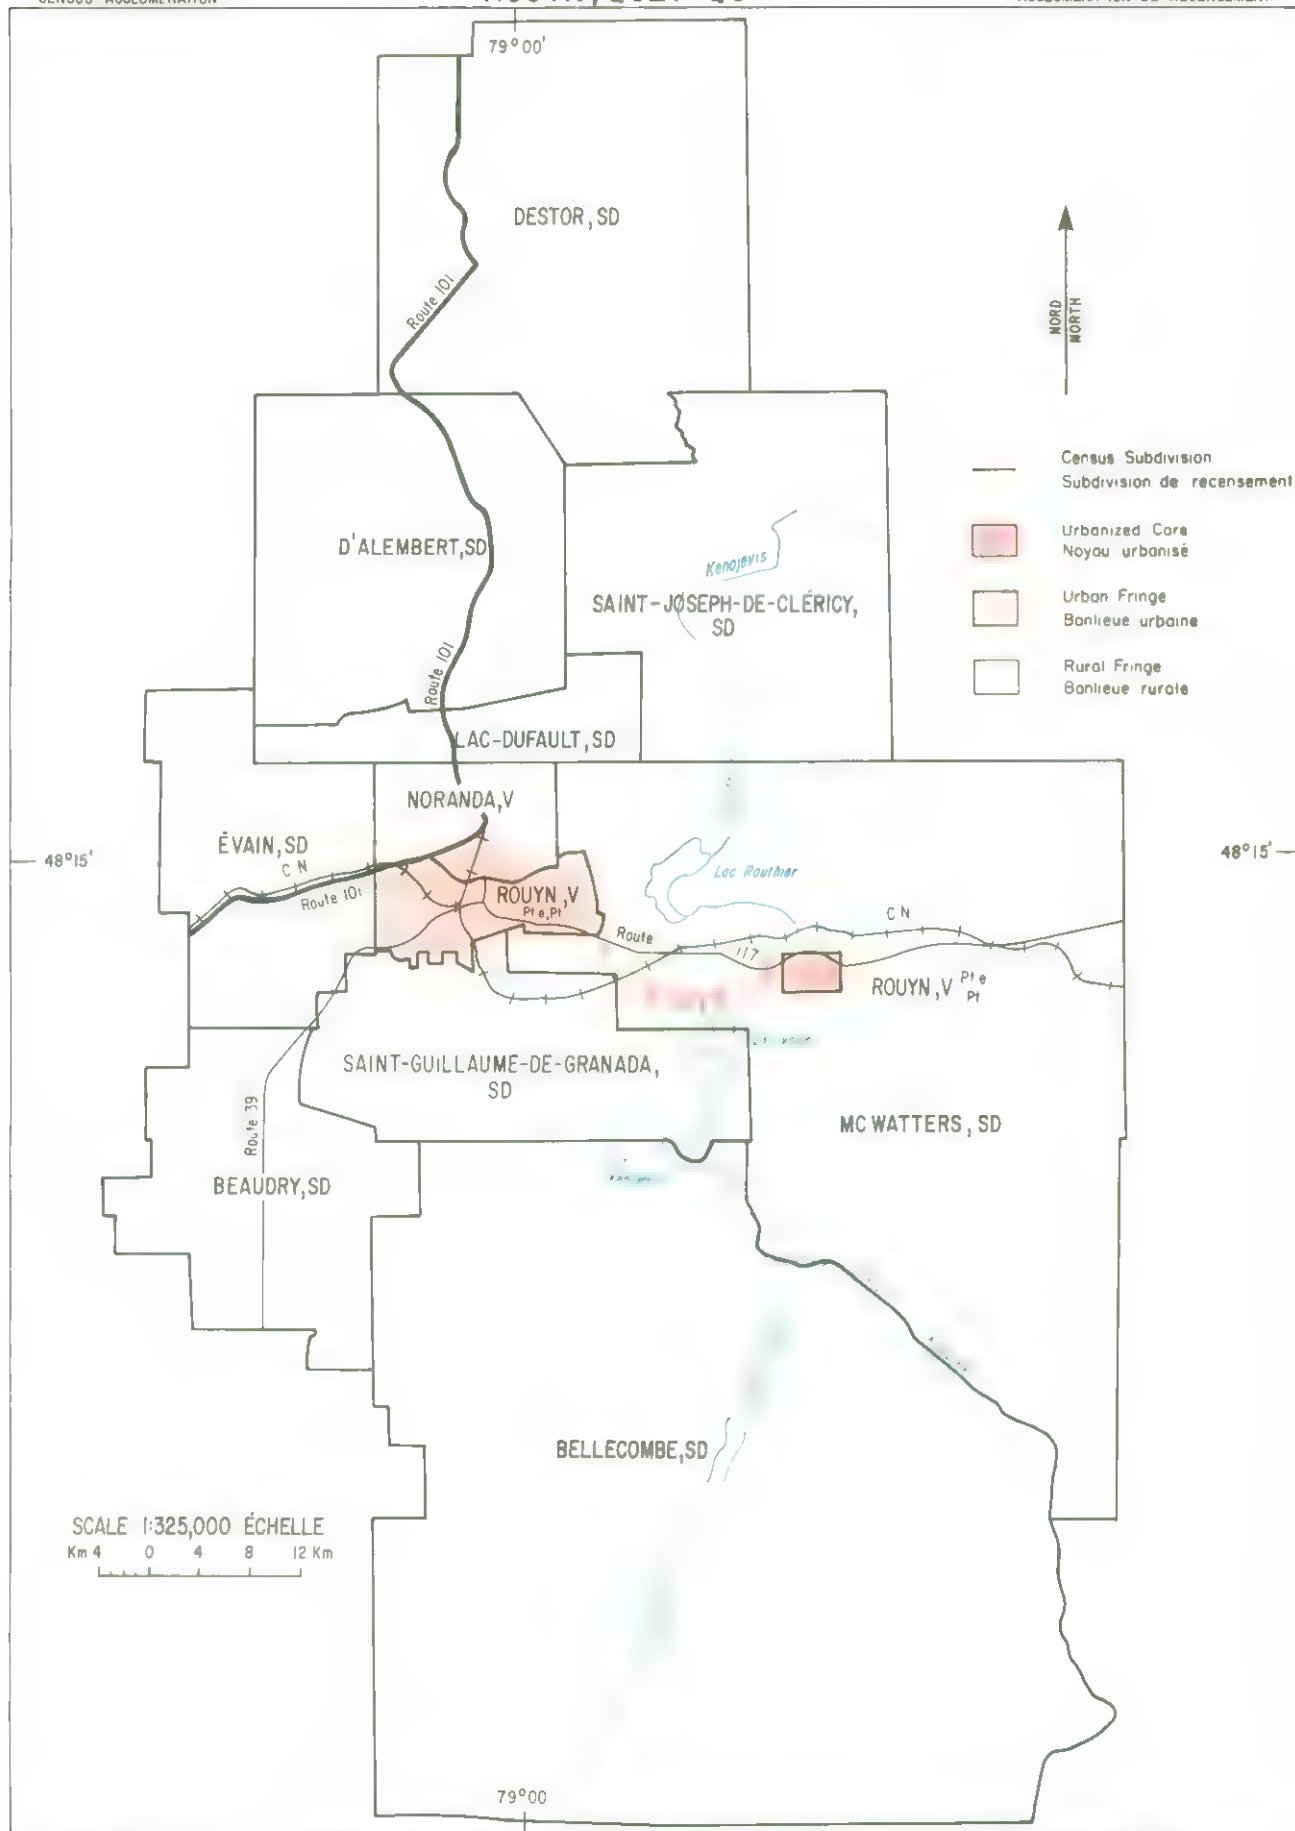 79°00'
DESTOR, SD
Route 101
NORD
NORTH
Census Subdivision
Subdivision de recensement
Urbanized Core
Noyau urbanisé
Urban Fringe
Banlieue urbaine
Rural Fringe
Banlieue rurale
D'ALEMBERT, SD
Kenojevis
SAINT-JOSEPH-DE-CLÉRICY,
SD
Route 101
LAC-DUFAULT, SD
NORANDA, V
ÉVAIN, SD
48°15'
48°15'
CN
Route 101
Lac Routhier
ROUYN, V
Pte, Pt
Route
117
CN
ROUYN, V Pte
Pt
SAINT-GUILLAUME-DE-GRANADA,
SD
Route 39
MC WATTERS, SD
BEAUDRY, SD
BELLECOMBE, SD
SCALE 1:325,000 ÉCHELLE
Km 4 0 4 8 12 Km
79°00